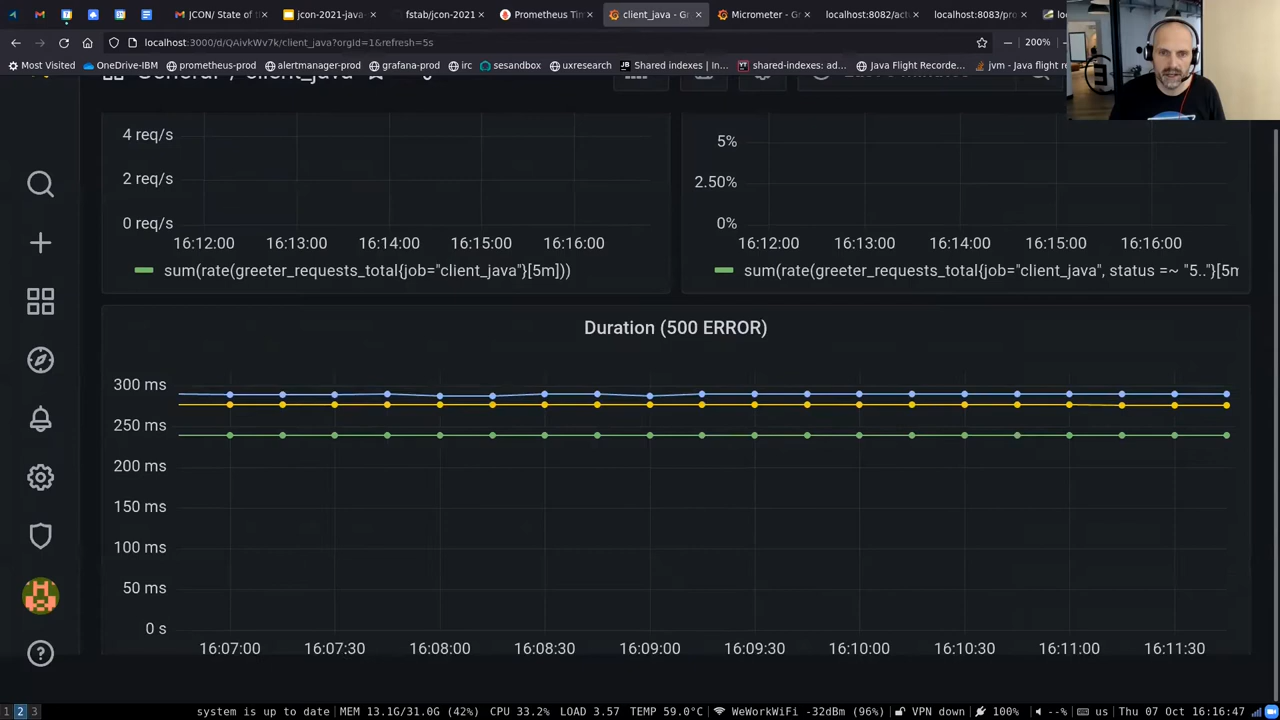 JCON/ State of t
jcon-2021-java-
fstab/jcon-2021
Prometheus Tim
client_java - Gr
Micrometer - Gr
localhost:8082/act
localhost:8083/pro
loc
localhost:3000/d/QAivkWv7k/client_java?orgId=1&refresh=5s
200%
Most Visited
OneDrive-IBM
prometheus-prod
alertmanager-prod
grafana-prod
irc
sesandbox
uxresearch
Shared indexes | In...
shared-indexes: ad...
Java Flight Recorde...
jvm - Java flight re
General / client_java
4 req/s
2 req/s
0 req/s
16:12:00 16:13:00 16:14:00 16:15:00 16:16:00
sum(rate(greeter_requests_total{job="client_java"}[5m]))
5%
2.50%
0%
16:12:00 16:13:00 16:14:00 16:15:00 16:16:00
sum(rate(greeter_requests_total{job="client_java", status =~ "5.."}[5m
Duration (500 ERROR)
300 ms
250 ms
200 ms
150 ms
100 ms
50 ms
0 s
16:07:00 16:07:30 16:08:00 16:08:30 16:09:00 16:09:30 16:10:00 16:10:30 16:11:00 16:11:30
1 2 3
system is up to date MEM 13.1G/31.0G (42%) CPU 33.2% LOAD 3.57 TEMP 59.0°C WeWorkWiFi -32dBm (96%) VPN down 100% --% us Thu 07 Oct 16:16:47